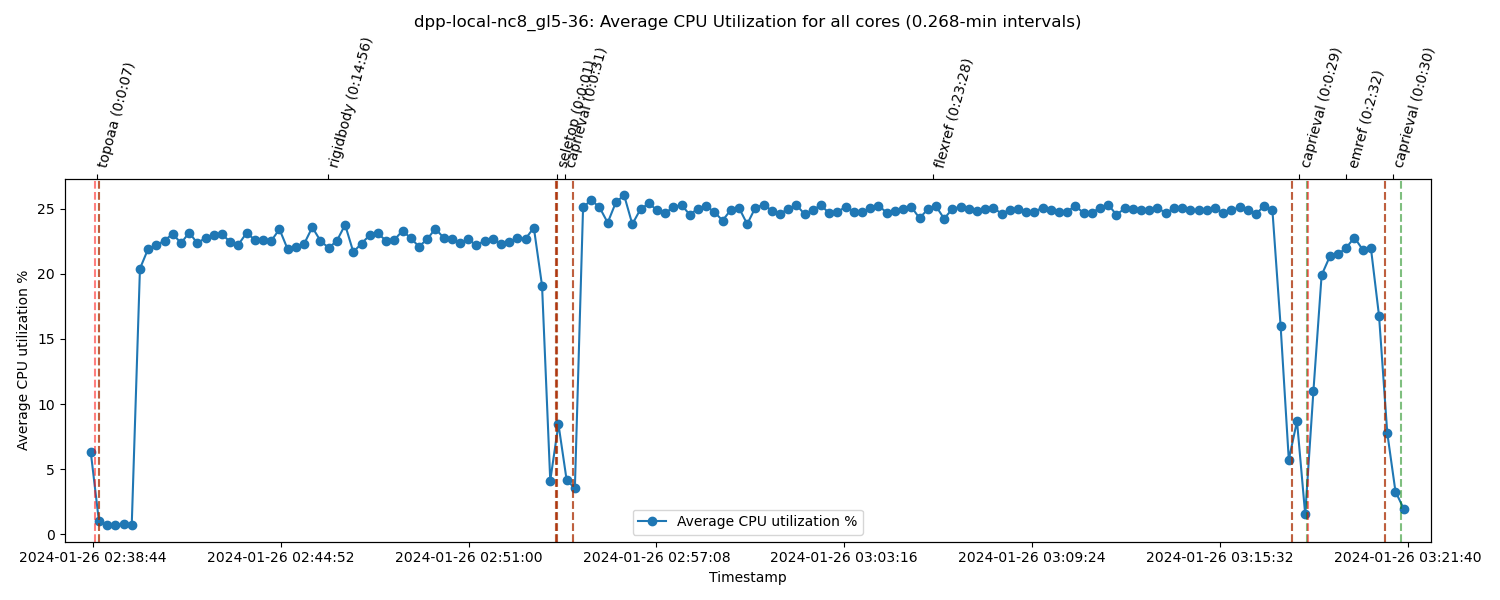 dpp-local-nc8_gl5-36: Average CPU Utilization for all cores (0.268-min intervals)
topoaa (0:0:07)
rigidbody (0:14:56)
seletop (0:0:01)
caprieval (0:0:31)
flexref (0:23:28)
caprieval (0:0:29)
emref (0:2:32)
caprieval (0:0:30)
Average CPU utilization %
25
20
15
10
5
0
Average CPU utilization %
2024-01-26 02:38:44
2024-01-26 02:44:52
2024-01-26 02:51:00
2024-01-26 02:57:08
2024-01-26 03:03:16
2024-01-26 03:09:24
2024-01-26 03:15:32
2024-01-26 03:21:40
Timestamp